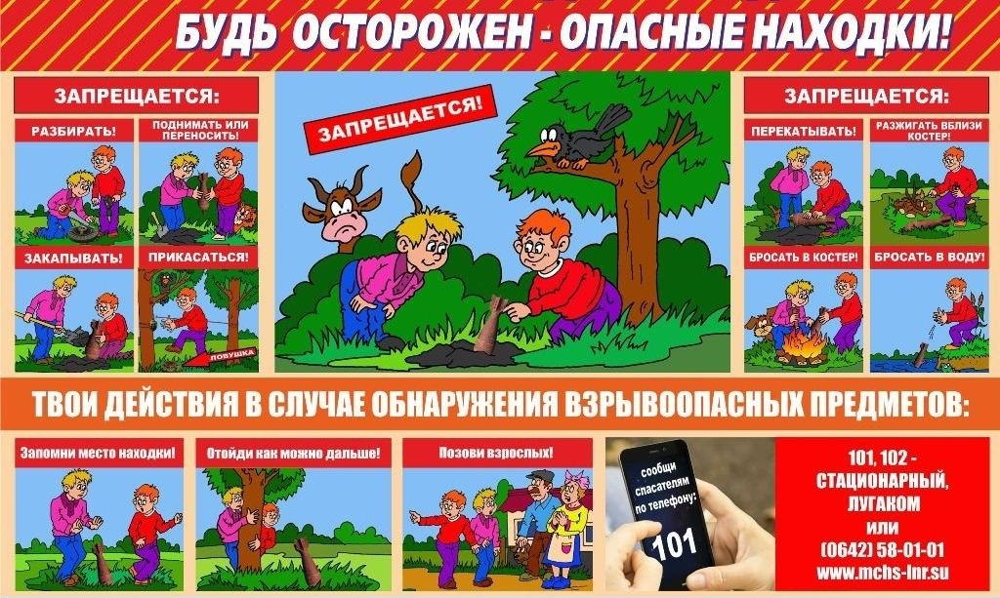 БУДЬ ОСТОРОЖЕН - ОПАСНЫЕ НАХОДКИ!
ЗАПРЕЩАЕТСЯ:
РАЗБИРАТЬ!
ПОДНИМАТЬ ИЛИ
ПЕРЕНОСИТЬ!
ЗАКАПЫВАТЬ!
ПРИКАСАТЬСЯ!
ЛОВУШКА
ЗАПРЕЩАЕТСЯ!
ЗАПРЕЩАЕТСЯ:
ПЕРЕКАТЫВАТЬ!
РАЗЖИГАТЬ ВБЛИЗИ
КОСТЕР!
БРОСАТЬ В КОСТЕР!
БРОСАТЬ В ВОДУ!
ТВОИ ДЕЙСТВИЯ В СЛУЧАЕ ОБНАРУЖЕНИЯ ВЗРЫВООПАСНЫХ ПРЕДМЕТОВ:
Запомни место находки!
Отойди как можно дальше!
Позови взрослых!
сообщи
спасателям
по телефону:
101
101, 102 -
СТАЦИОНАРНЫЙ,
ЛУГАКОМ
ИЛИ
(0642) 58-01-01
www.mchs-lnr.su